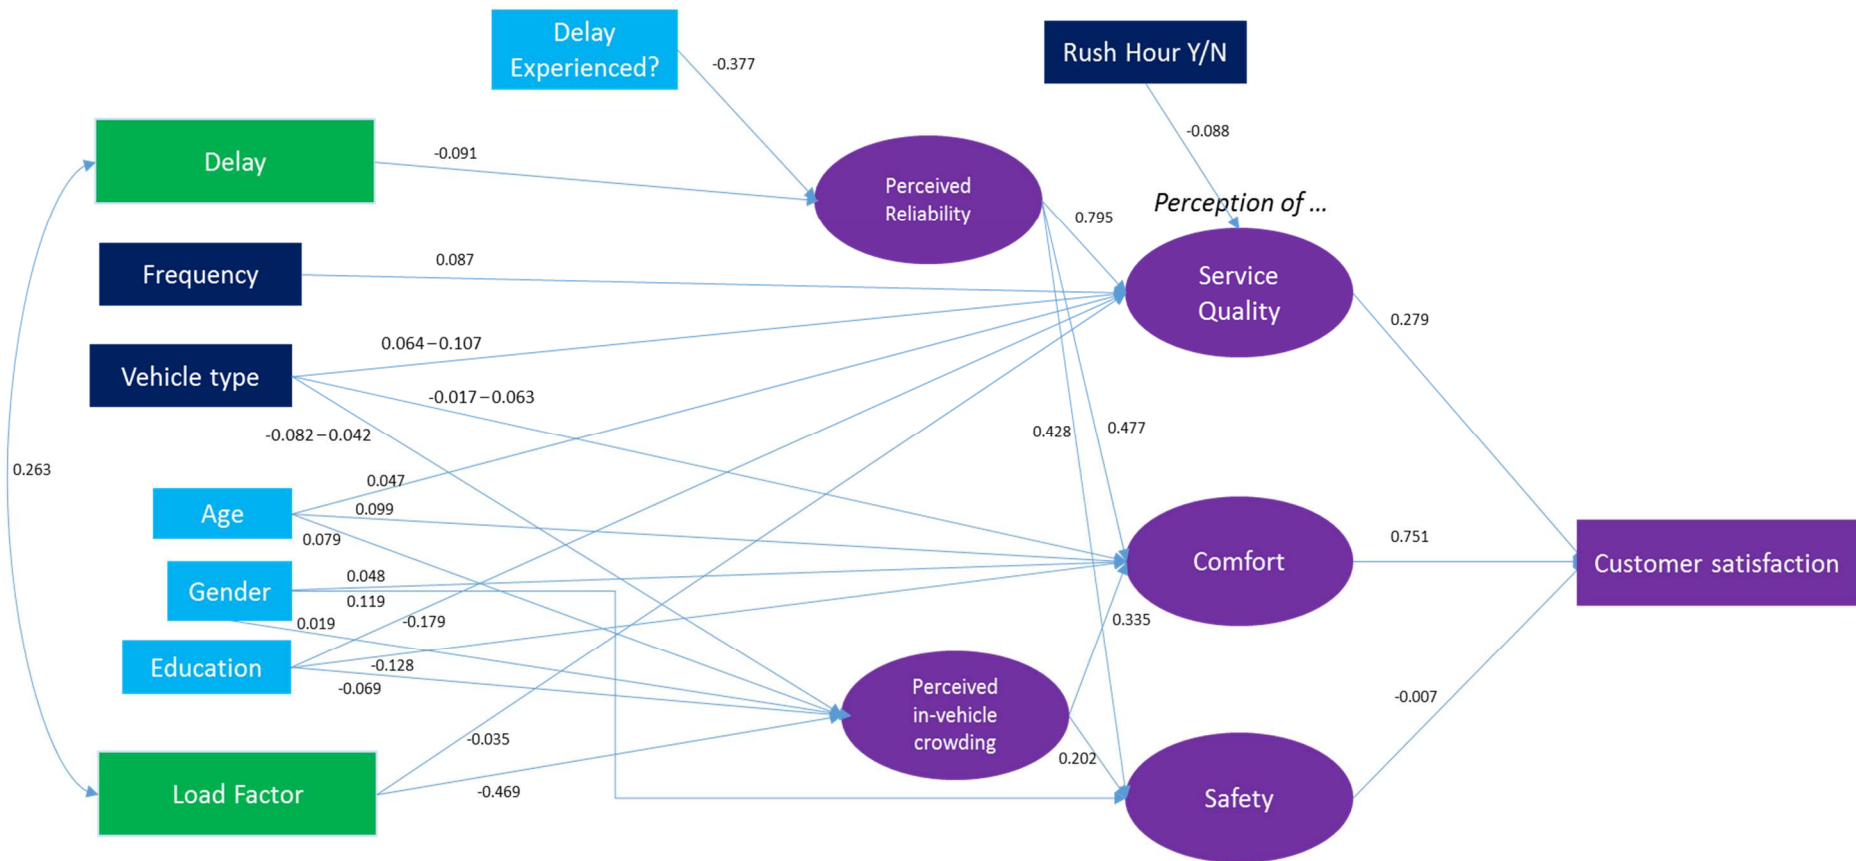 Delay
Experienced?
Rush Hour Y/N
-0.377
-0.088
Delay
-0.091
Perceived
Reliability
Perception of ...
0.795
Frequency
0.087
Service
Quality
0.279
Vehicle type
0.064–0.107
-0.017–0.063
-0.082–0.042
0.428
0.477
0.263
Age
0.047
0.099
0.079
Comfort
0.751
Customer satisfaction
Gender
0.048
0.119
0.019
-0.179
0.335
Education
-0.128
-0.069
Perceived
in-vehicle
crowding
-0.007
-0.035
0.202
Load Factor
-0.469
Safety